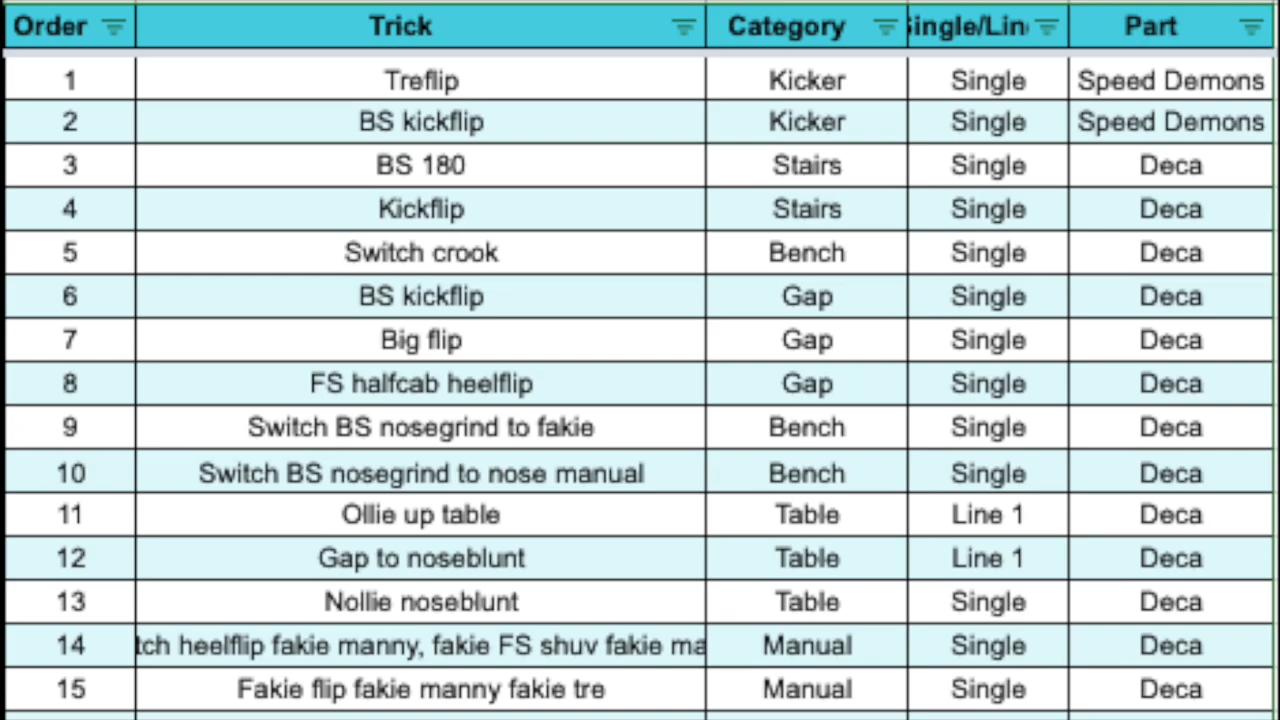 Order Trick Category Single/Lin Part
1 Treflip Kicker Single Speed Demons
2 BS kickflip Kicker Single Speed Demons
3 BS 180 Stairs Single Deca
4 Kickflip Stairs Single Deca
5 Switch crook Bench Single Deca
6 BS kickflip Gap Single Deca
7 Big flip Gap Single Deca
8 FS halfcab heelflip Gap Single Deca
9 Switch BS nosegrind to fakie Bench Single Deca
10 Switch BS nosegrind to nose manual Bench Single Deca
11 Ollie up table Table Line 1 Deca
12 Gap to noseblunt Table Line 1 Deca
13 Nollie noseblunt Table Single Deca
14 tch heelflip fakie manny, fakie FS shuv fakie ma Manual Single Deca
15 Fakie flip fakie manny fakie tre Manual Single Deca